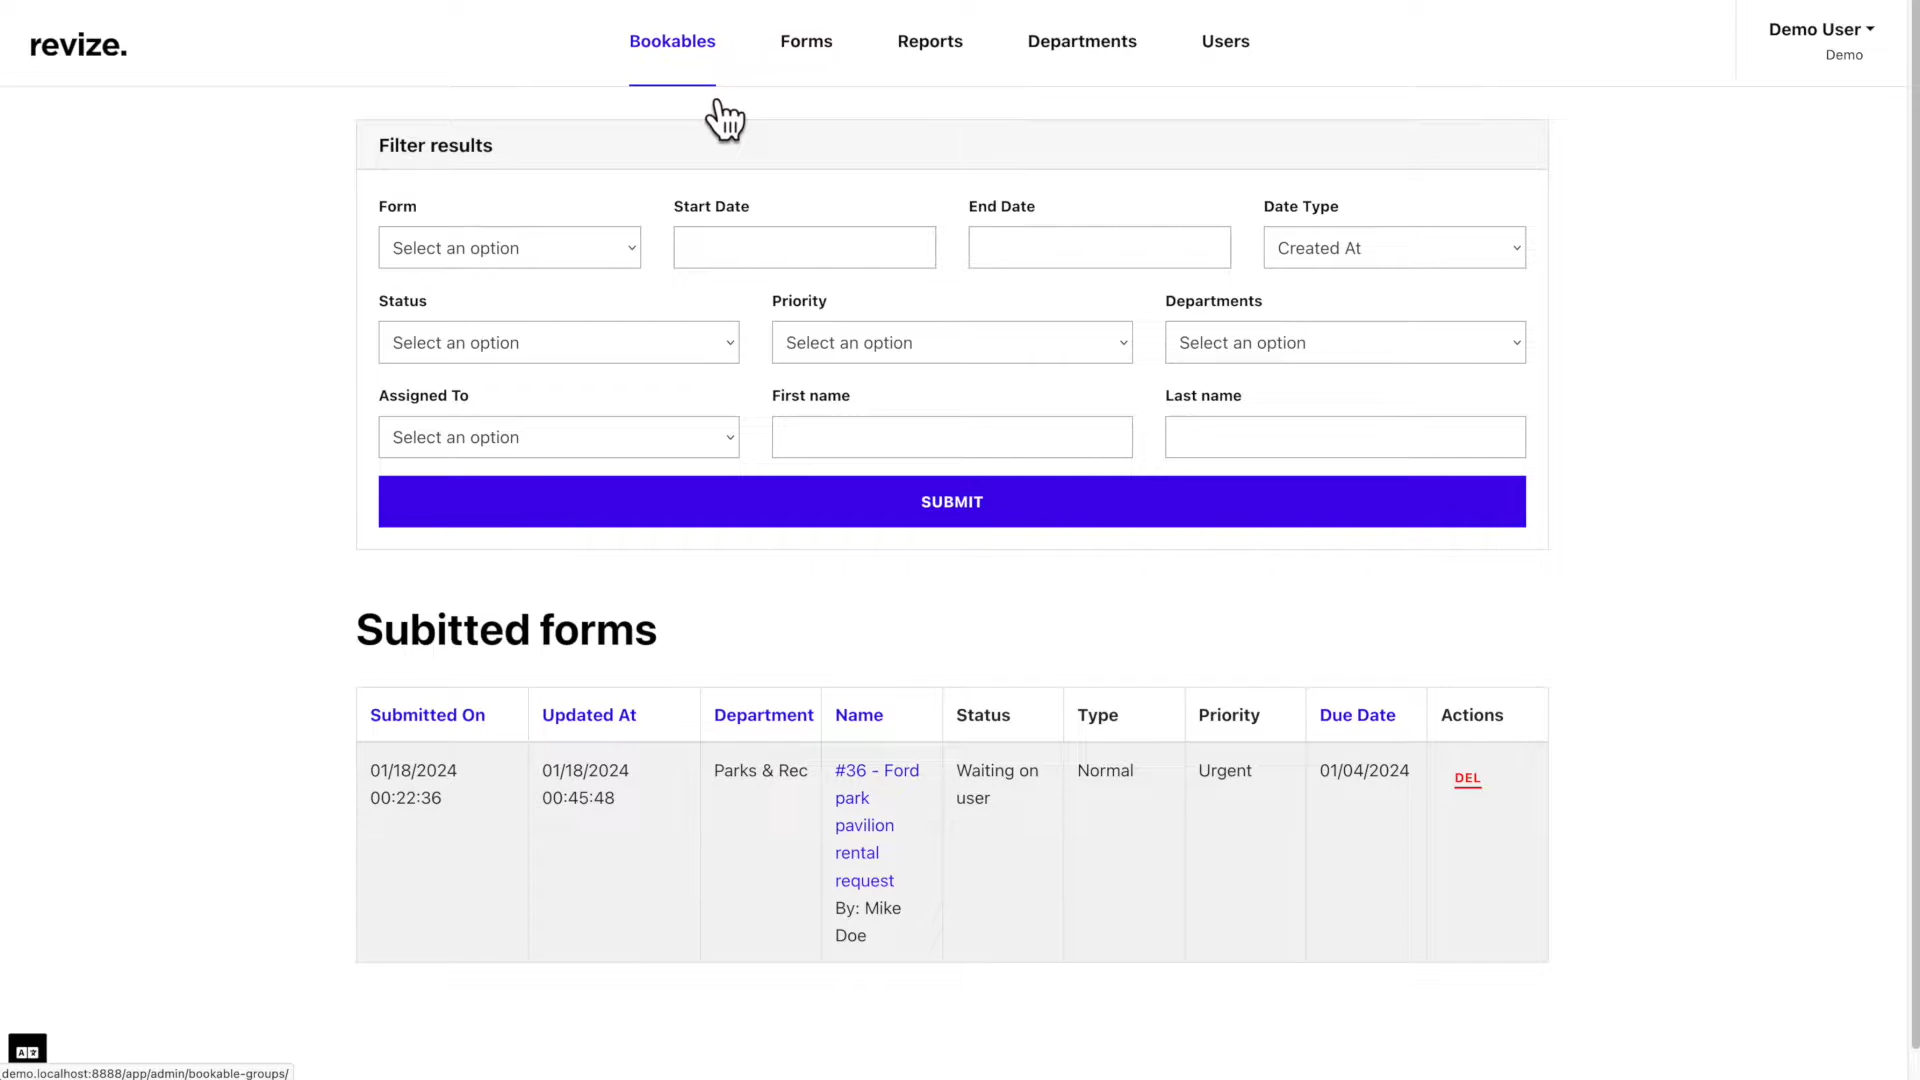 revize.
Bookables
Forms
Reports
Departments
Users
Demo User
Demo
Filter results
Form
Start Date
End Date
Date Type
Select an option
Created At
Status
Priority
Departments
Select an option
Select an option
Select an option
Assigned To
First name
Last name
Select an option
SUBMIT
Subitted forms
Submitted On
Updated At
Department
Name
Status
Type
Priority
Due Date
Actions
01/18/2024
00:22:36
01/18/2024
00:45:48
Parks & Rec
#36 - Ford
park
pavilion
rental
request
By: Mike
Doe
Waiting on
user
Normal
Urgent
01/04/2024
DEL
demo.localhost:8888/app/admin/bookable-groups/